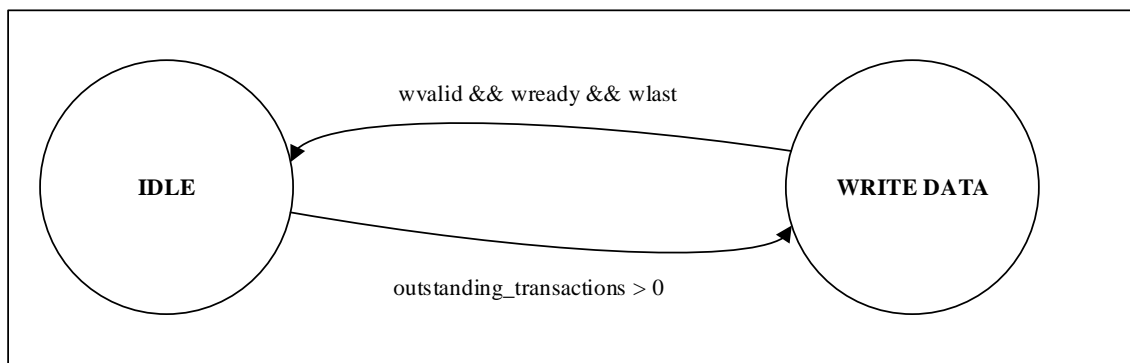 wvalid && wready && wlast
IDLE
WRITE DATA
outstanding_transactions > 0